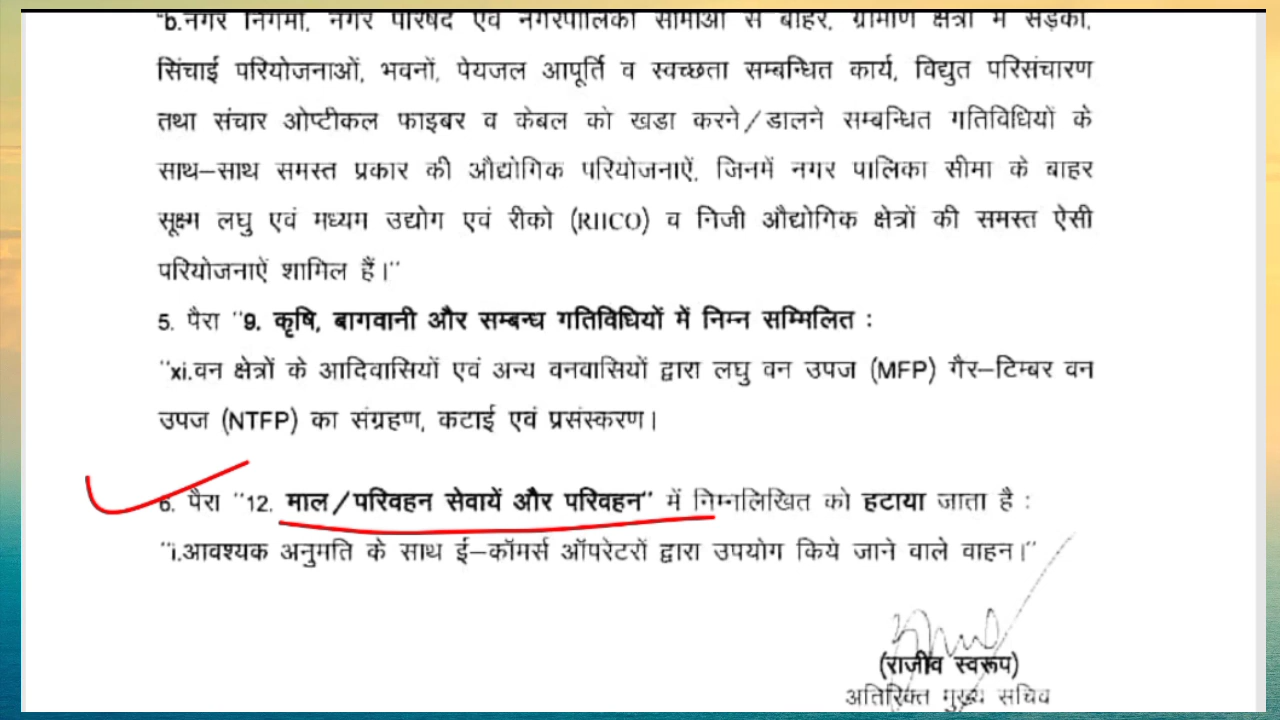 "b.नगर निगमों, नगर परिषद एवं नगरपालिका सीमाओं से बाहर, ग्रामीण क्षेत्रों में सड़कों,
सिंचाई परियोजनाओं, भवनों, पेयजल आपूर्ति व स्वच्छता सम्बन्धित कार्य, विद्युत परिसंचारण
तथा संचार ओप्टीकल फाइबर व केबल को खडा करने/डालने सम्बन्धित गतिविधियों के
साथ–साथ समस्त प्रकार की औद्योगिक परियोजनाऐं, जिनमें नगर पालिका सीमा के बाहर
सूक्ष्म लघु एवं मध्यम उद्योग एवं रीको (RIICO) व निजी औद्योगिक क्षेत्रों की समस्त ऐसी
परियोजनाऐं शामिल हैं।"
5. पैरा "9. कृषि, बागवानी और सम्बन्ध गतिविधियों में निम्न सम्मिलित :
"xi.वन क्षेत्रों के आदिवासियों एवं अन्य वनवासियों द्वारा लघु वन उपज (MFP) गैर–टिम्बर वन
उपज (NTFP) का संग्रहण, कटाई एवं प्रसंस्करण।
6. पैरा "12. माल/परिवहन सेवायें और परिवहन" में निम्नलिखित को हटाया जाता है :
"i.आवश्यक अनुमति के साथ ई–कॉमर्स ऑपरेटरों द्वारा उपयोग किये जाने वाले वाहन।"
(राजीव स्वरूप)
अतिरिक्त मुख्य सचिव